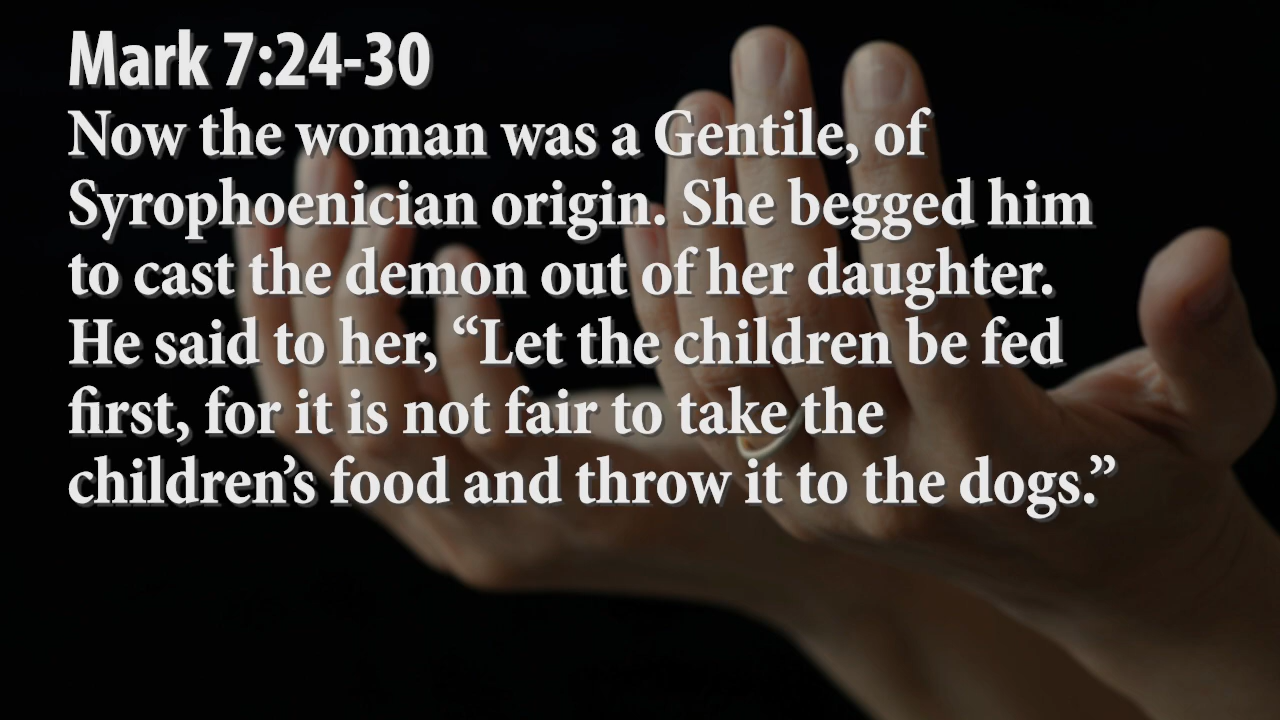 Mark 7:24-30
Now the woman was a Gentile, of
Syrophoenician origin. She begged him
to cast the demon out of her daughter.
He said to her, “Let the children be fed
first, for it is not fair to take the
children’s food and throw it to the dogs.”